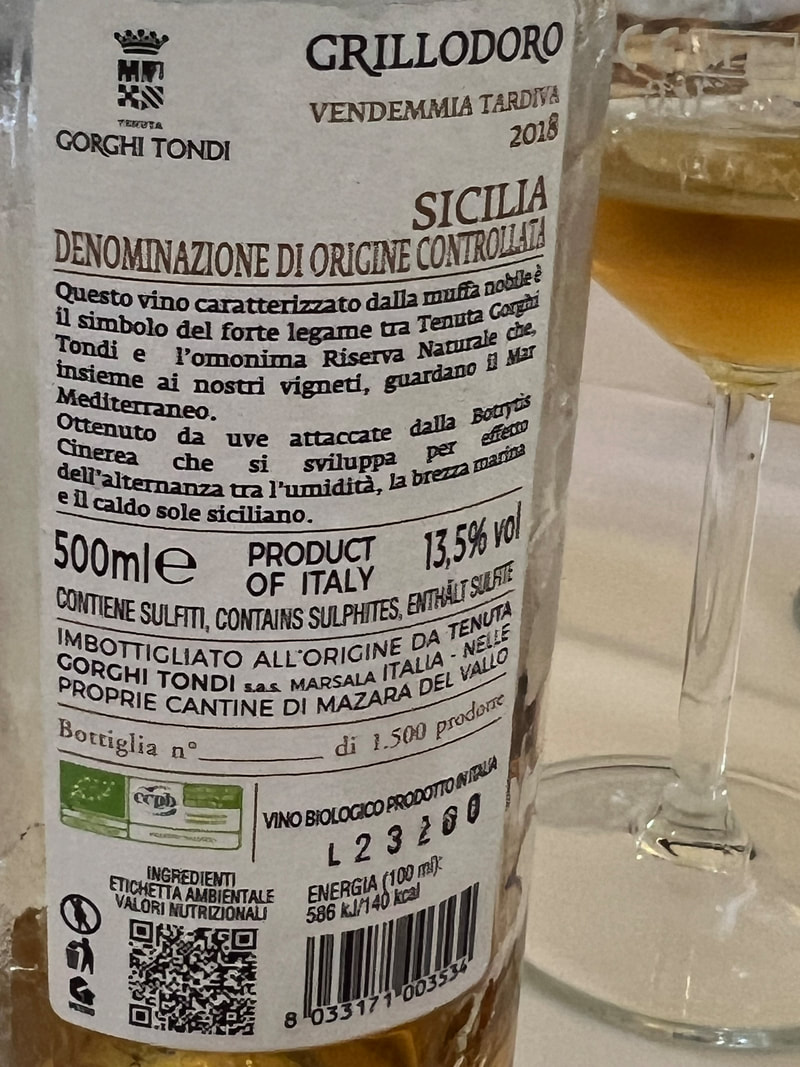 GRILLODORO
VENDEMMIA TARDIVA
2018
TENUTA
GORGHI TONDI
SICILIA
DENOMINAZIONE DI ORIGINE CONTROLLATA
Questo vino caratterizzato dalla muffa nobile è
il simbolo del forte legame tra Tenuta Gorghi
Tondi e l'omonima Riserva Naturale che,
insieme ai nostri vigneti, guardano il Mar
Mediterraneo.
Ottenuto da uve attaccate dalla Botrytis
Cinerea che si sviluppa per effetto
dell'alternanza tra l'umidità, la brezza marina
e il caldo sole siciliano.
500ml e PRODUCT OF ITALY 13,5% vol
CONTIENE SULFITI, CONTAINS SULPHITES, ENTHÄLT SULFITE
IMBOTTIGLIATO ALL'ORIGINE DA TENUTA
GORGHI TONDI s.a.s. MARSALA ITALIA - NELLE
PROPRIE CANTINE DI MAZARA DEL VALLO
Bottiglia n° di 1.500 prodotte
ccpb
VINO BIOLOGICO PRODOTTO IN ITALIA
L 23
INGREDIENTI
ETICHETTA AMBIENTALE
VALORI NUTRIZIONALI
ENERGIA (100 ml):
586 kJ/140 kcal
8 033171 003534